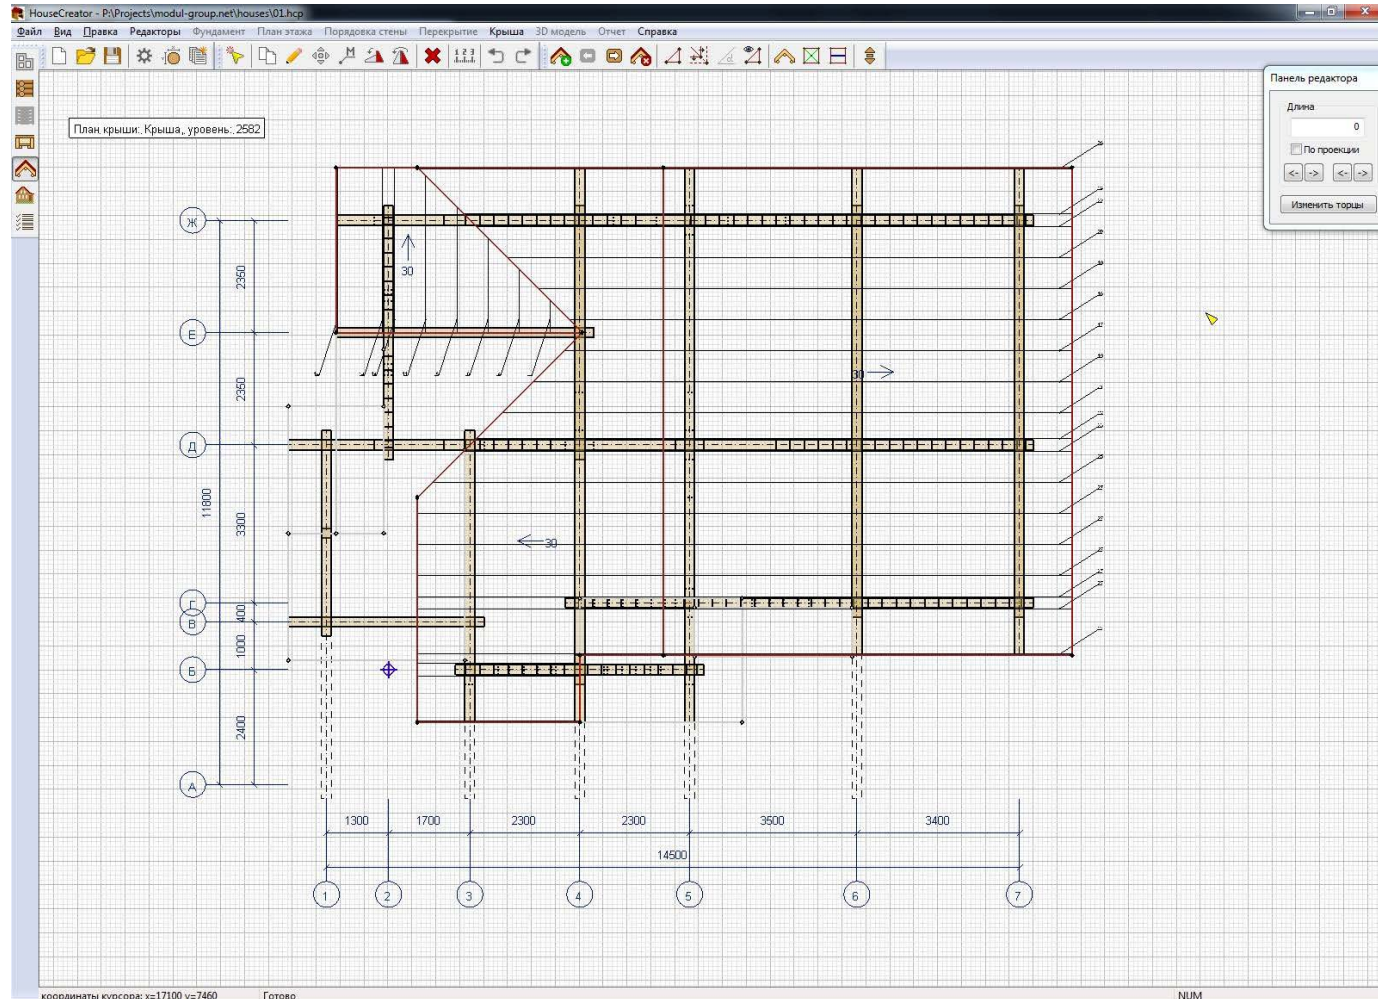 HouseCreator - P:\Projects\modul-group.net\houses\01.hcp
Файл Вид Правка Редакторы Фундамент План этажа Порядовка стены Перекрытие Крыша 3D модель Отчет Справка
1 2 3
План крыши: Крыша, уровень: 2582
Панель редактора
Длина
0
По проекции
<- -> <- ->
Изменить торцы
Ж
30
2350
Е
2350
30
Д
11800
3300
30
Г
400
В
1000
Б
2400
А
1300 1700 2300 2300 3500 3400
14500
1 2 3 4 5 6 7
координаты курсора: x=17100 y=7460 Готово NUM